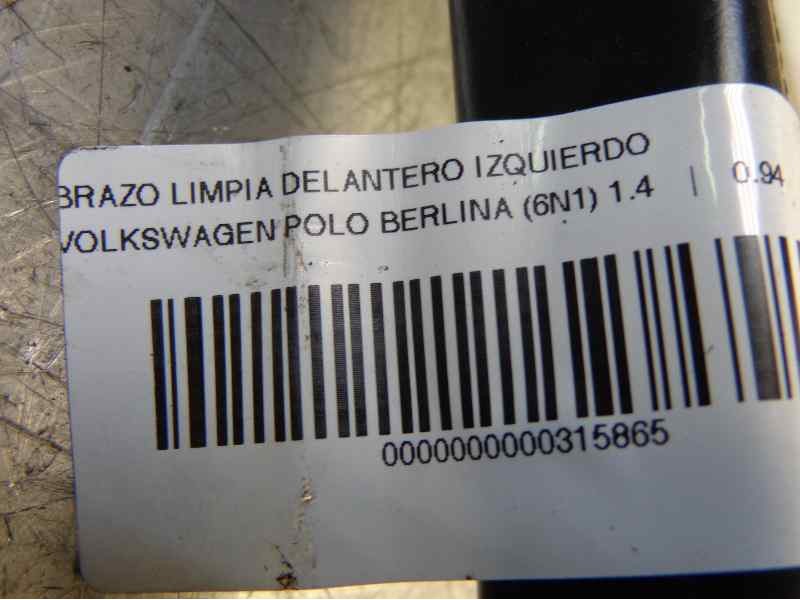 BRAZO LIMPIA DELANTERO IZQUIERDO
VOLKSWAGEN POLO BERLINA (6N1) 1.4 | 0.94
0000000000315865